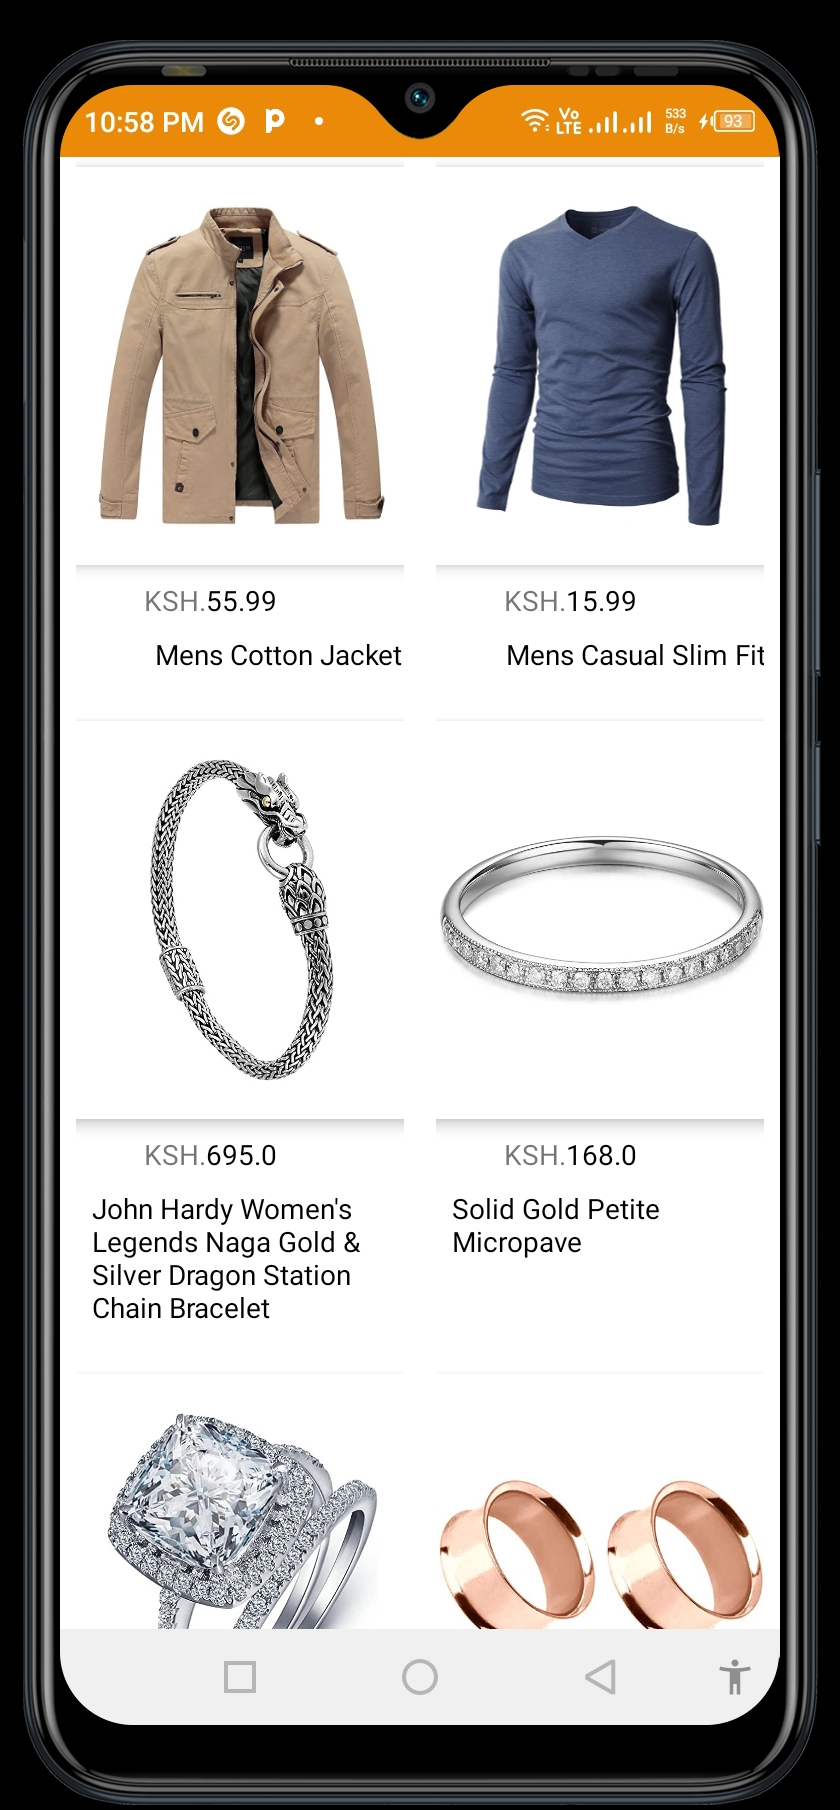 10:58 PM
Vo
LTE
533
B/s
93
KSH.55.99
KSH.15.99
Mens Cotton Jacket
Mens Casual Slim Fit
KSH.695.0
KSH.168.0
John Hardy Women's
Legends Naga Gold &
Silver Dragon Station
Chain Bracelet
Solid Gold Petite
Micropave